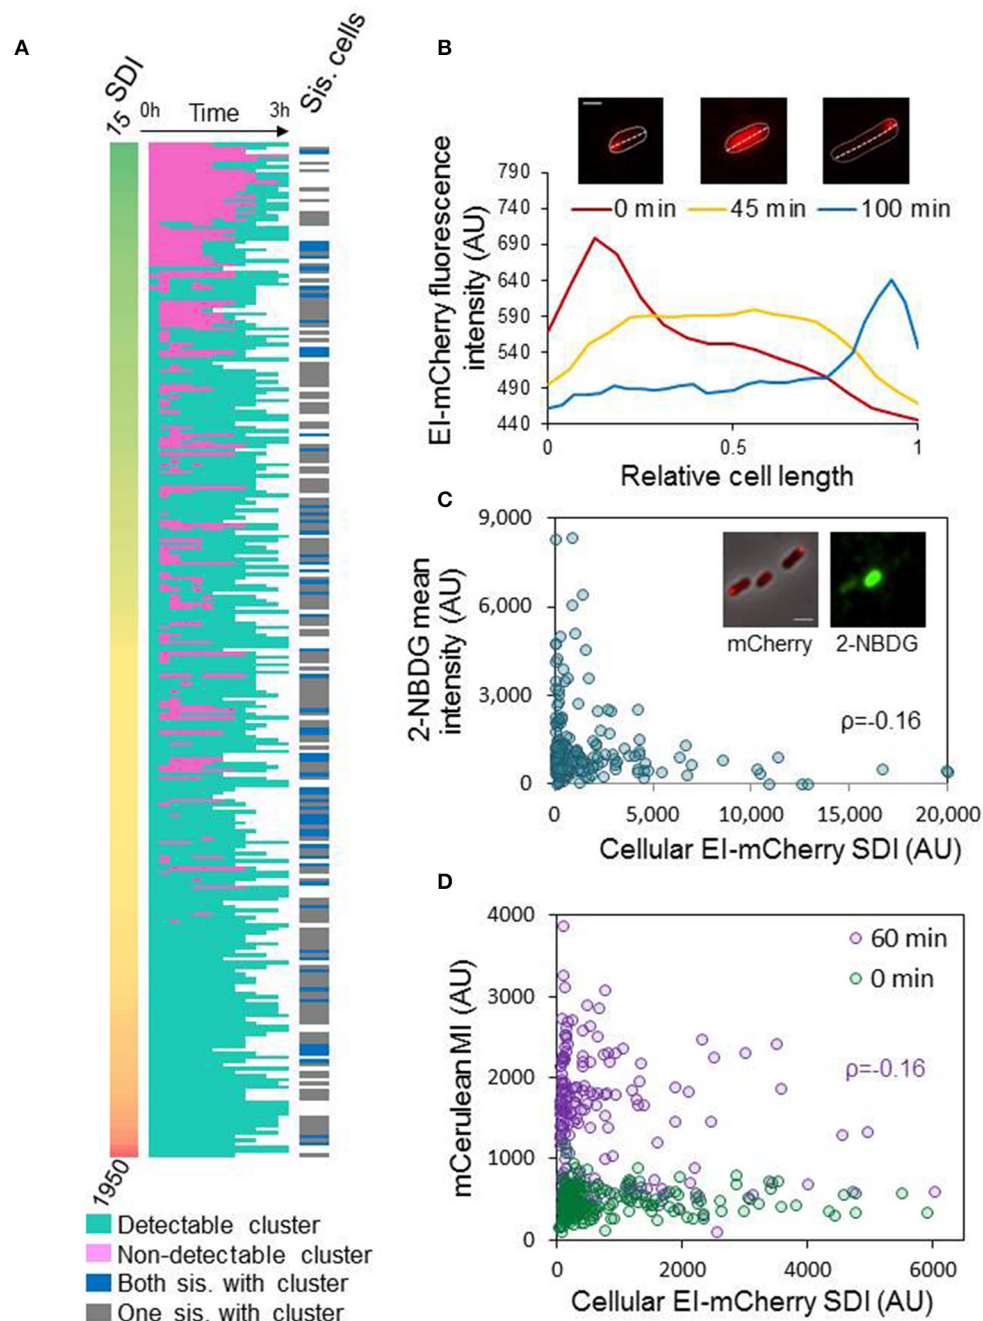 A
SDI
15
0h Time 3h
Sis. cells
1950
Detectable cluster
Non-detectable cluster
Both sis. with cluster
One sis. with cluster
B
EI-mCherry fluorescence
intensity (AU)
790
740
690
640
590
540
490
440
0 min 45 min 100 min
0 0.5 1
Relative cell length
C
2-NBDG mean
intensity (AU)
9,000
6,000
3,000
0
mCherry 2-NBDG
ρ=-0.16
0 5,000 10,000 15,000 20,000
Cellular EI-mCherry SDI (AU)
D
mCerulean MI (AU)
4000
3000
2000
1000
0
60 min
0 min
ρ=-0.16
0 2000 4000 6000
Cellular EI-mCherry SDI (AU)